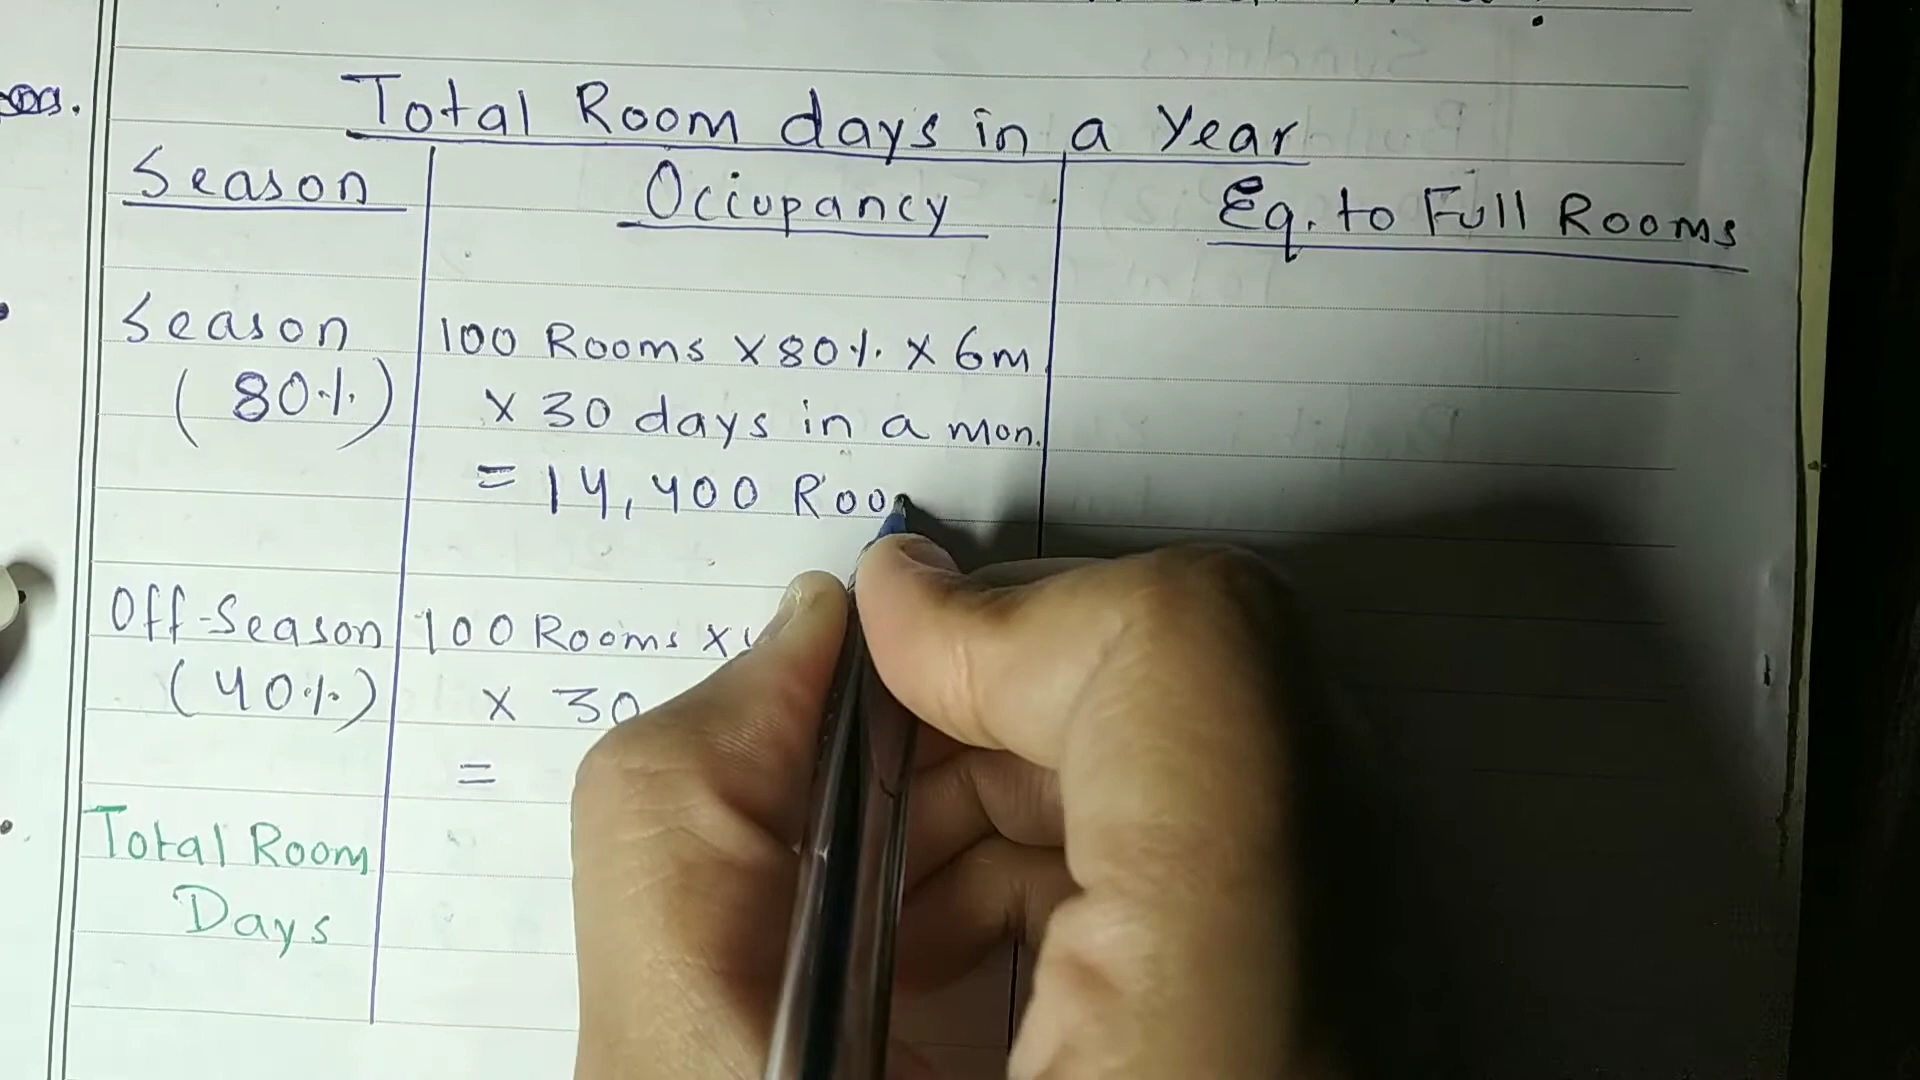 Total Room days in a Year
Season Occupancy Eq. to Full Rooms
Season 100 Rooms x 80% x 6m
(80%) x 30 days in a mon.
= 14,400 Roo
Off-Season 100 Rooms x
(40%) x 30
=
Total Room
Days